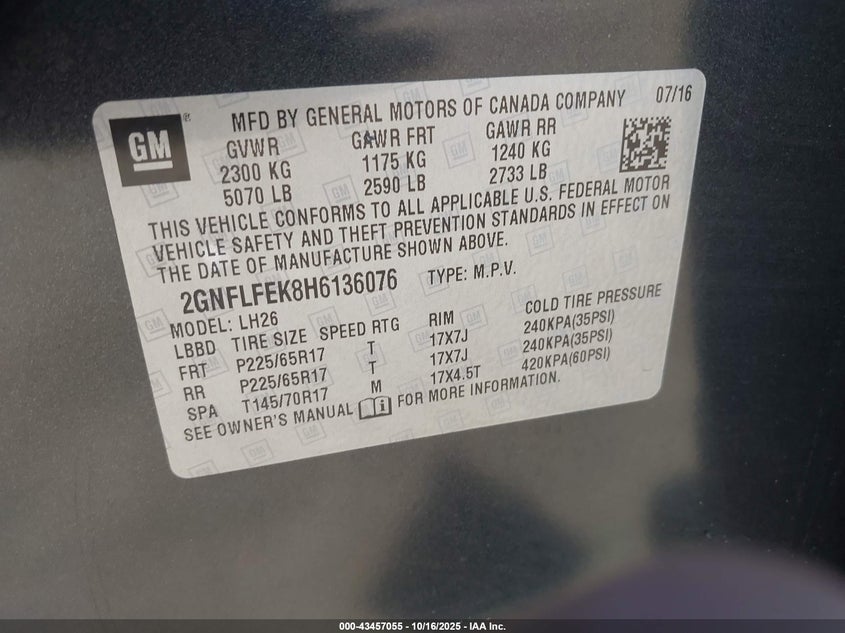 GM
®
MFD BY GENERAL MOTORS OF CANADA COMPANY 07/16
GVWR GAWR FRT GAWR RR
2300 KG 1175 KG 1240 KG
5070 LB 2590 LB 2733 LB
THIS VEHICLE CONFORMS TO ALL APPLICABLE U.S. FEDERAL MOTOR
VEHICLE SAFETY AND THEFT PREVENTION STANDARDS IN EFFECT ON
THE DATE OF MANUFACTURE SHOWN ABOVE.
2GNFLFEK8H6136076 TYPE: M.P.V.
MODEL: LH26
LBBD TIRE SIZE SPEED RTG RIM COLD TIRE PRESSURE
FRT P225/65R17 T 17X7J 240KPA(35PSI)
RR P225/65R17 T 17X7J 240KPA(35PSI)
SPA T145/70R17 M 17X4.5T 420KPA(60PSI)
SEE OWNER'S MANUAL FOR MORE INFORMATION.
000-43457055 - 10/16/2025 - IAA Inc.